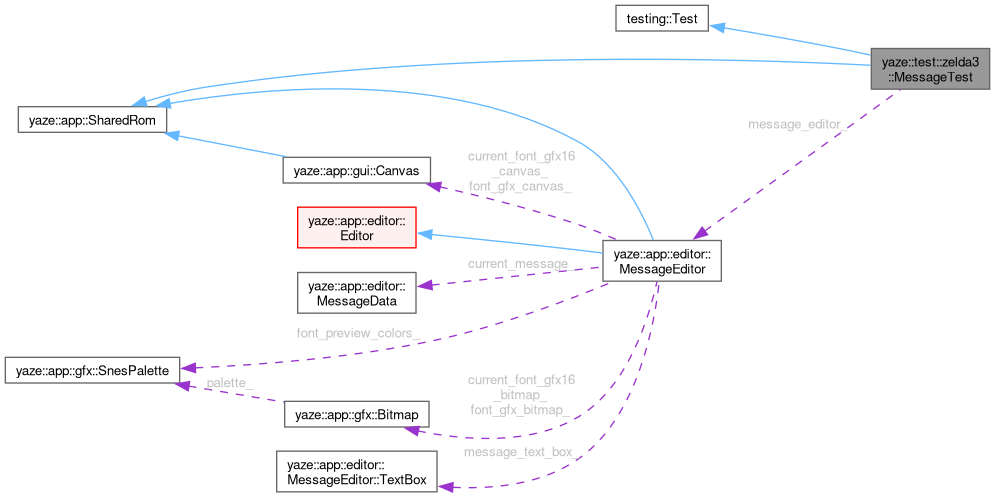 testing::Test
yaze::test::zelda3
::MessageTest
yaze::app::SharedRom
message_editor_
yaze::app::gui::Canvas
current_font_gfx16
_canvas_
font_gfx_canvas_
yaze::app::editor::
Editor
yaze::app::editor::
MessageEditor
current_message_
yaze::app::editor::
MessageData
font_preview_colors_
yaze::app::gfx::SnesPalette
palette_
current_font_gfx16
_bitmap_
font_gfx_bitmap_
yaze::app::gfx::Bitmap
message_text_box_
yaze::app::editor::
MessageEditor::TextBox